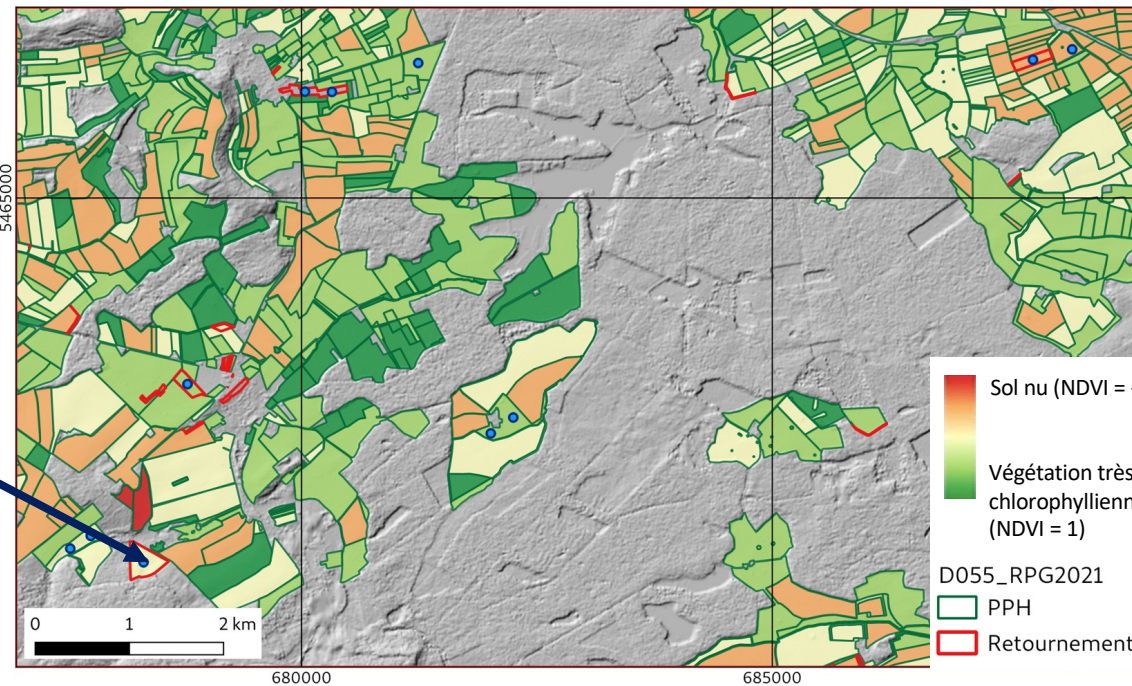 5465000
Sol nu (NDVI = -
Végétation très
chlorophyllienn
(NDVI = 1)
D055_RPG2021
PPH
Retournement
0 1 2 km
680000 685000